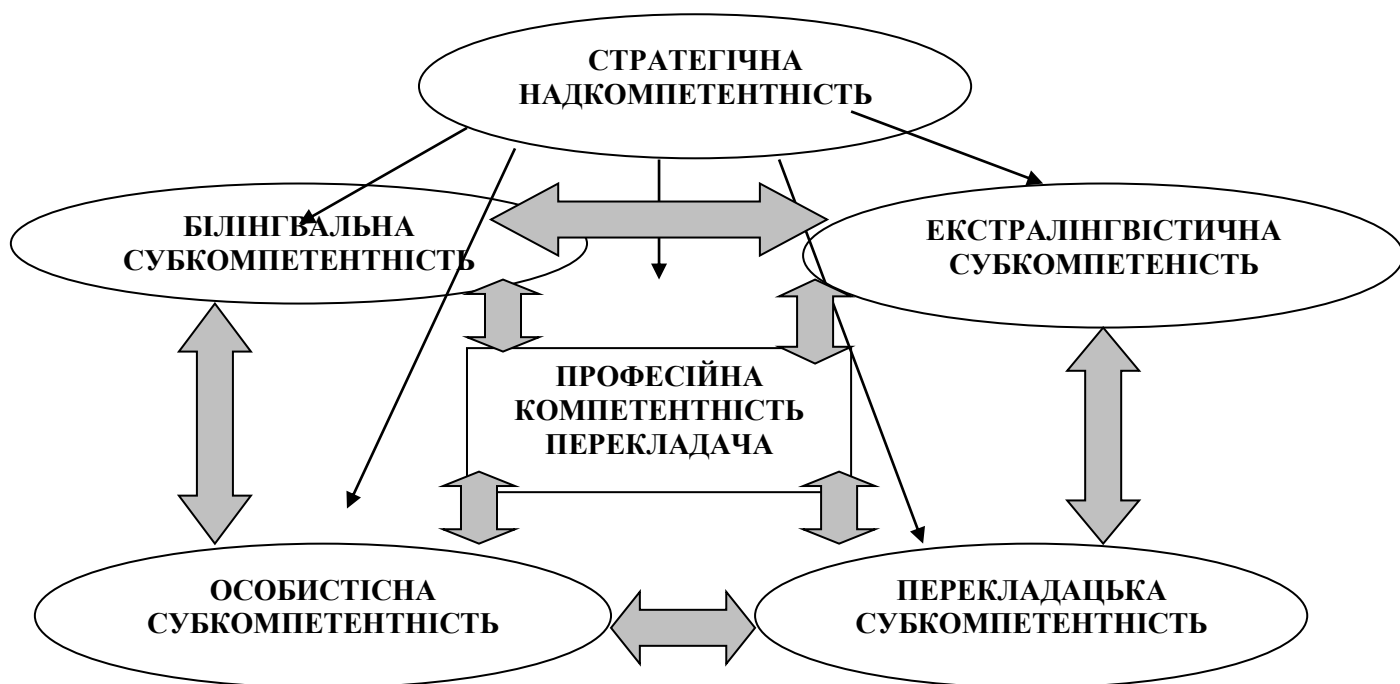 СТРАТЕГІЧНА
НАДКОМПЕТЕНТНІСТЬ
БІЛІНГВАЛЬНА
СУБКОМПЕТЕНТНІСТЬ
ЕКСТРАЛІНГВІСТИЧНА
СУБКОМПЕТЕНІСТЬ
ПРОФЕСІЙНА
КОМПЕТЕНТНІСТЬ
ПЕРЕКЛАДАЧА
ОСОБИСТІСНА
СУБКОМПЕТЕНТНІСТЬ
ПЕРЕКЛАДАЦЬКА
СУБКОМПЕТЕНТНІСТЬ